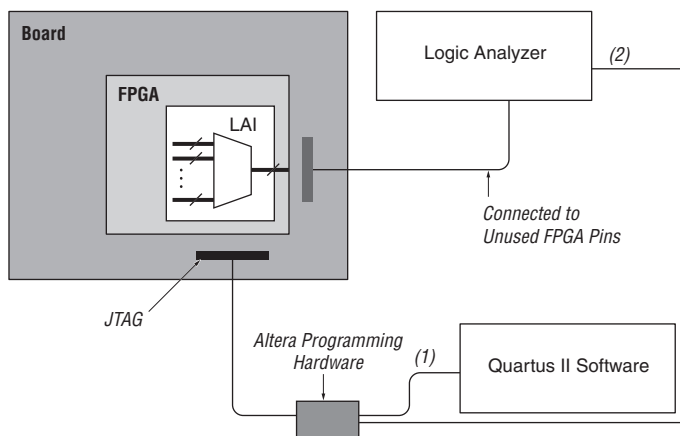 Board
Logic Analyzer
(2)
FPGA
LAI
Connected to
Unused FPGA Pins
JTAG
Altera Programming
Hardware
(1)
Quartus II Software